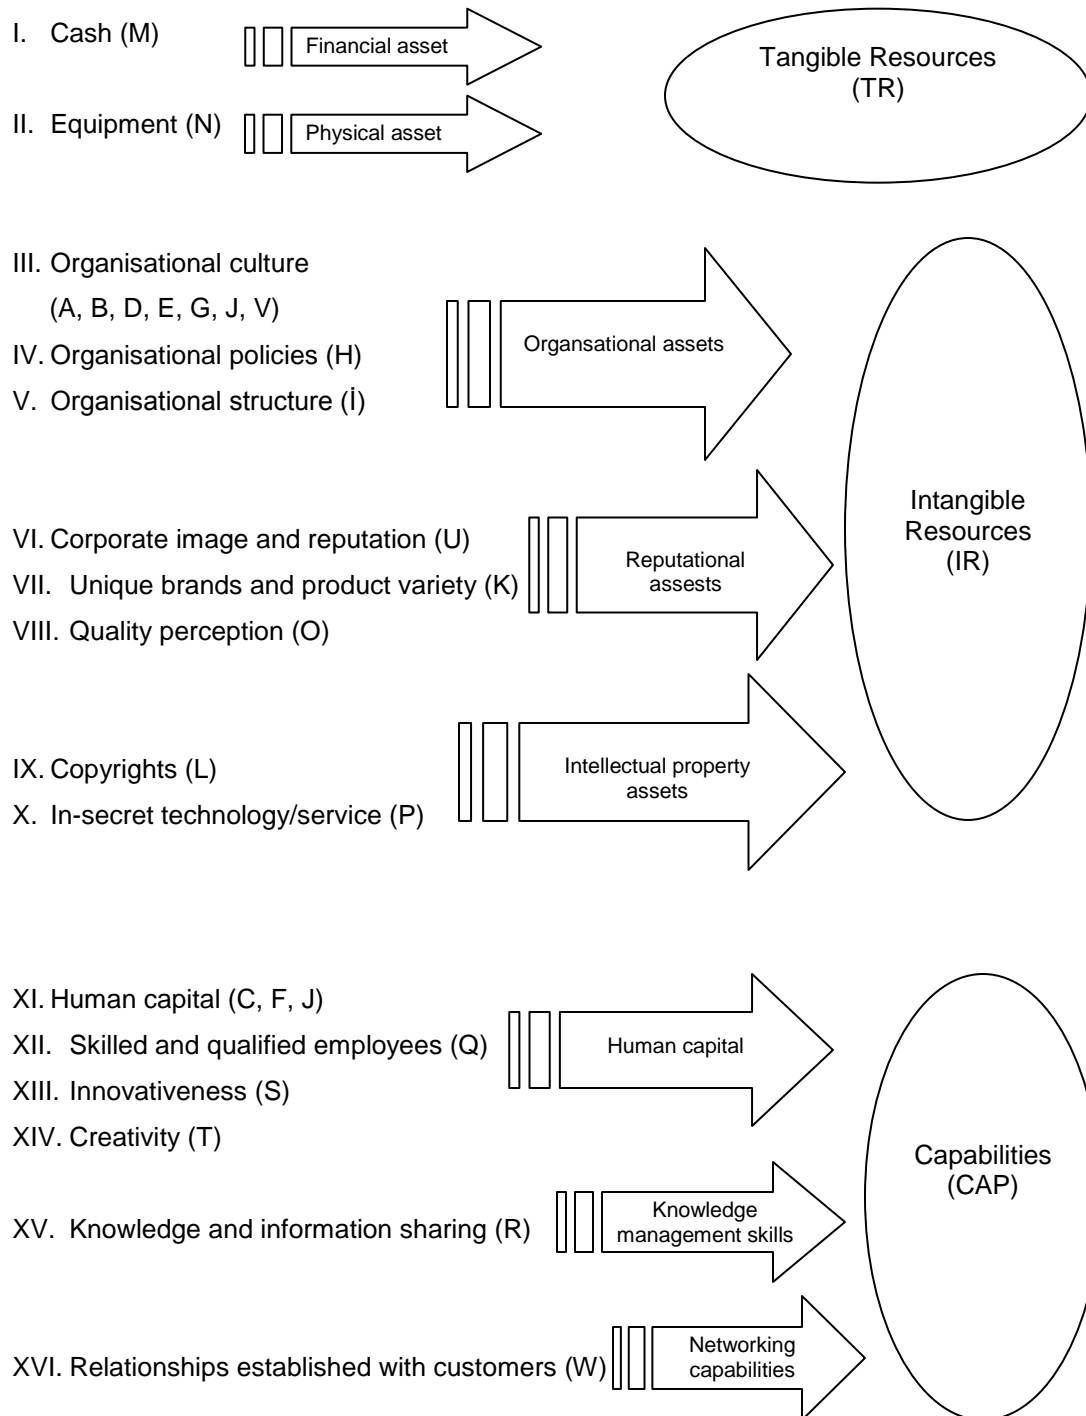 I. Cash (M)
Financial asset
Tangible Resources
(TR)
II. Equipment (N)
Physical asset
III. Organisational culture
(A, B, D, E, G, J, V)
IV. Organisational policies (H)
V. Organisational structure (İ)
Organsational assets
Intangible
Resources
(IR)
VI. Corporate image and reputation (U)
VII. Unique brands and product variety (K)
VIII. Quality perception (O)
Reputational
assests
IX. Copyrights (L)
X. In-secret technology/service (P)
Intellectual property
assets
XI. Human capital (C, F, J)
XII. Skilled and qualified employees (Q)
XIII. Innovativeness (S)
XIV. Creativity (T)
Human capital
Capabilities
(CAP)
XV. Knowledge and information sharing (R)
Knowledge
management skills
XVI. Relationships established with customers (W)
Networking
capabilities